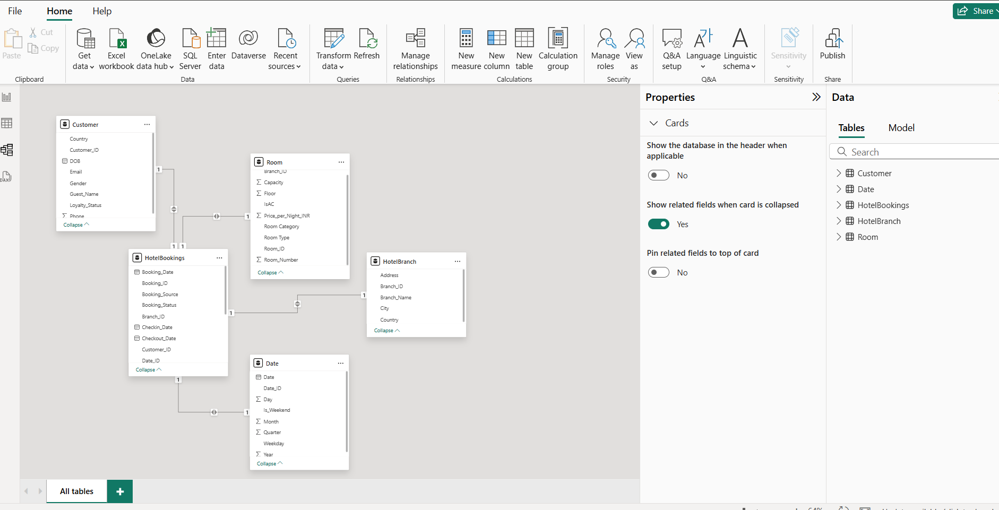 File
Home
Help
Share
Paste
Cut
Copy
Clipboard
Get
data
Excel
workbook
OneLake
data hub
SQL
Server
Enter
data
Dataverse
Recent
sources
Data
Transform
data
Refresh
Queries
Manage
relationships
Relationships
New
measure
New
column
New
table
Calculation
group
Calculations
Manage
roles
View
as
Security
Q&A
setup
Language
Linguistic
schema
Q&A
Sensitivity
Sensitivity
Publish
Share
DAX
Customer
Country
Customer_ID
DOB
Email
Gender
Guest_Name
Loyalty_Status
Phone
Collapse
1
1
1
1
Room
Branch_ID
Capacity
Floor
IsAC
Price_per_Night_INR
Room Category
Room Type
Room_ID
Room_Number
Collapse
HotelBookings
Booking_Date
Booking_ID
Booking_Source
Booking_Status
Branch_ID
Checkin_Date
Checkout_Date
Customer_ID
Date_ID
Collapse
1
1
HotelBranch
Address
Branch_ID
Branch_Name
City
Country
Collapse
1
1
Date
Date
Date_ID
Day
Is_Weekend
Month
Quarter
Weekday
Year
Collapse
All tables
Properties
Cards
Show the database in the header when
applicable
No
Show related fields when card is collapsed
Yes
Pin related fields to top of card
No
Data
Tables
Model
Search
Customer
Date
HotelBookings
HotelBranch
Room
64%